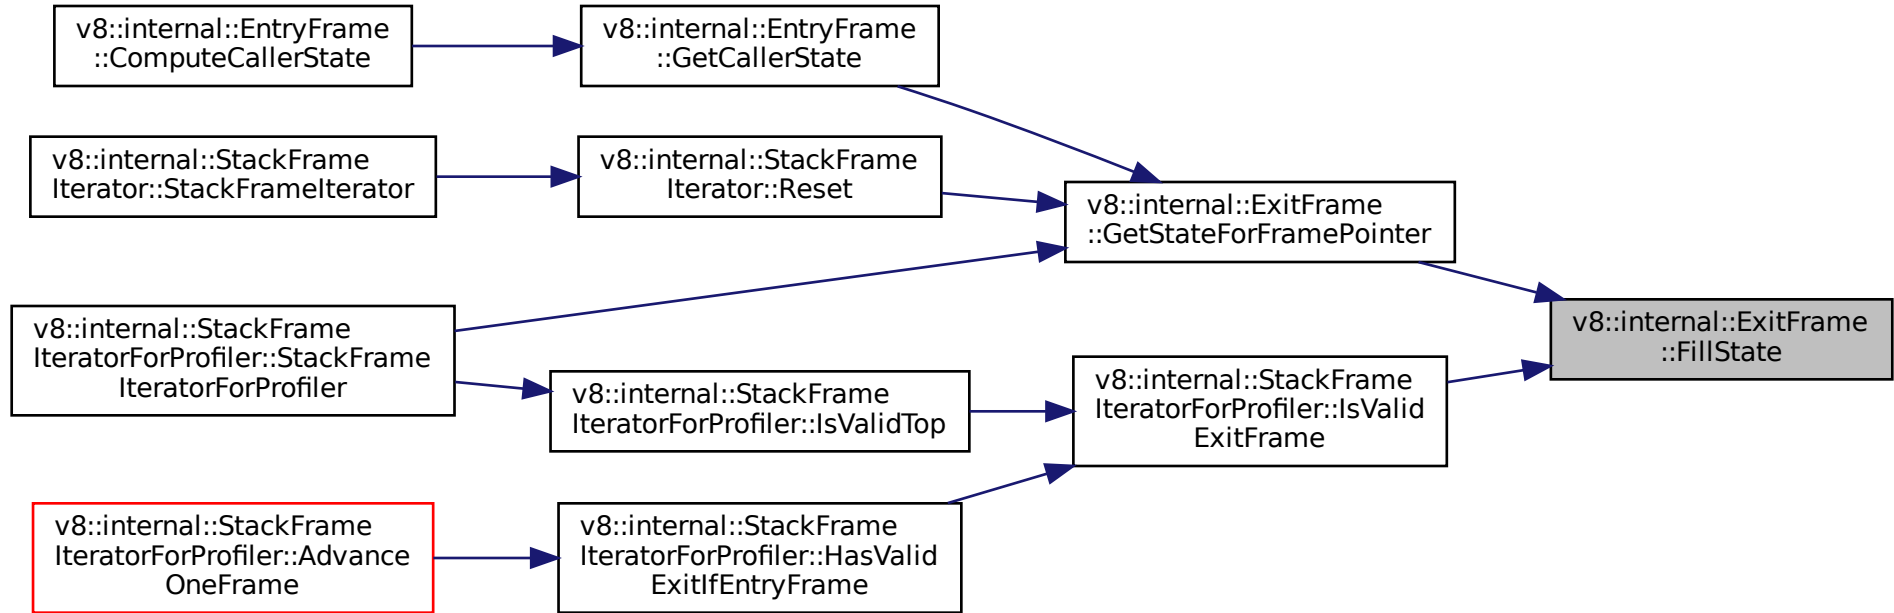 v8::internal::EntryFrame
::ComputeCallerState
v8::internal::EntryFrame
::GetCallerState
v8::internal::StackFrame
Iterator::StackFrameIterator
v8::internal::StackFrame
Iterator::Reset
v8::internal::ExitFrame
::GetStateForFramePointer
v8::internal::StackFrame
IteratorForProfiler::StackFrame
IteratorForProfiler
v8::internal::StackFrame
IteratorForProfiler::IsValidTop
v8::internal::StackFrame
IteratorForProfiler::IsValid
ExitFrame
v8::internal::ExitFrame
::FillState
v8::internal::StackFrame
IteratorForProfiler::Advance
OneFrame
v8::internal::StackFrame
IteratorForProfiler::HasValid
ExitIfEntryFrame